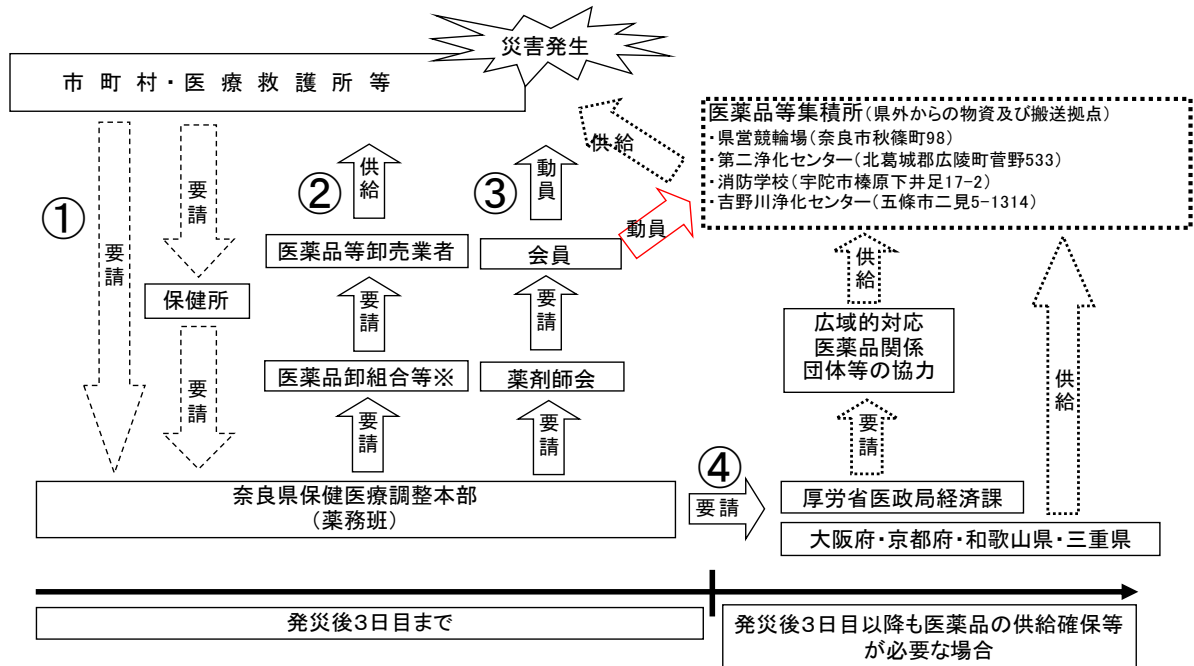 災害発生
市町村・医療救護所等
医薬品等集積所(県外からの物資及び搬送拠点)
・県営競輪場(奈良市秋篠町98)
・第二浄化センター(北葛城郡広陵町萱野533)
・消防学校(宇陀市榛原下井足17-2)
・吉野川浄化センター(五條市二見5-1314)
①
要請
要請
保健所
要請
②
供給
医薬品等卸売業者
要請
医薬品卸組合等※
要請
③
動員
会員
要請
薬剤師会
要請
動員
供給
供給
広域的対応
医薬品関係
団体等の協力
要請
供給
奈良県保健医療調整本部
(薬務班)
④
要請
厚労省医政局経済課
大阪府・京都府・和歌山県・三重県
発災後3日目まで
発災後3日目以降も医薬品の供給確保等
が必要な場合